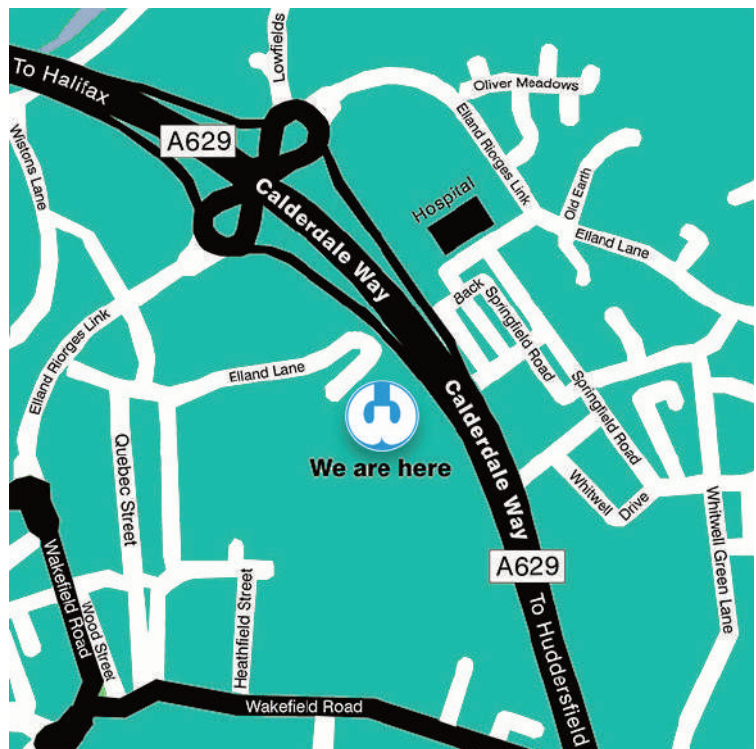 Lowfields
To Halifax
Oliver Meadows
A629
Elland Riorges Link
Wistons Lane
Calderdale Way
Hospital
Old Earth
Elland Lane
Back
Springfield Road
Elland Riorges Link
Elland Lane
Calderdale Way
Springfield Road
We are here
Quebec Street
Whitwell
Drive
Whitwell Green Lane
A629
Wakefield Road
Wood Street
Heathfield Street
To Huddersfield
Wakefield Road